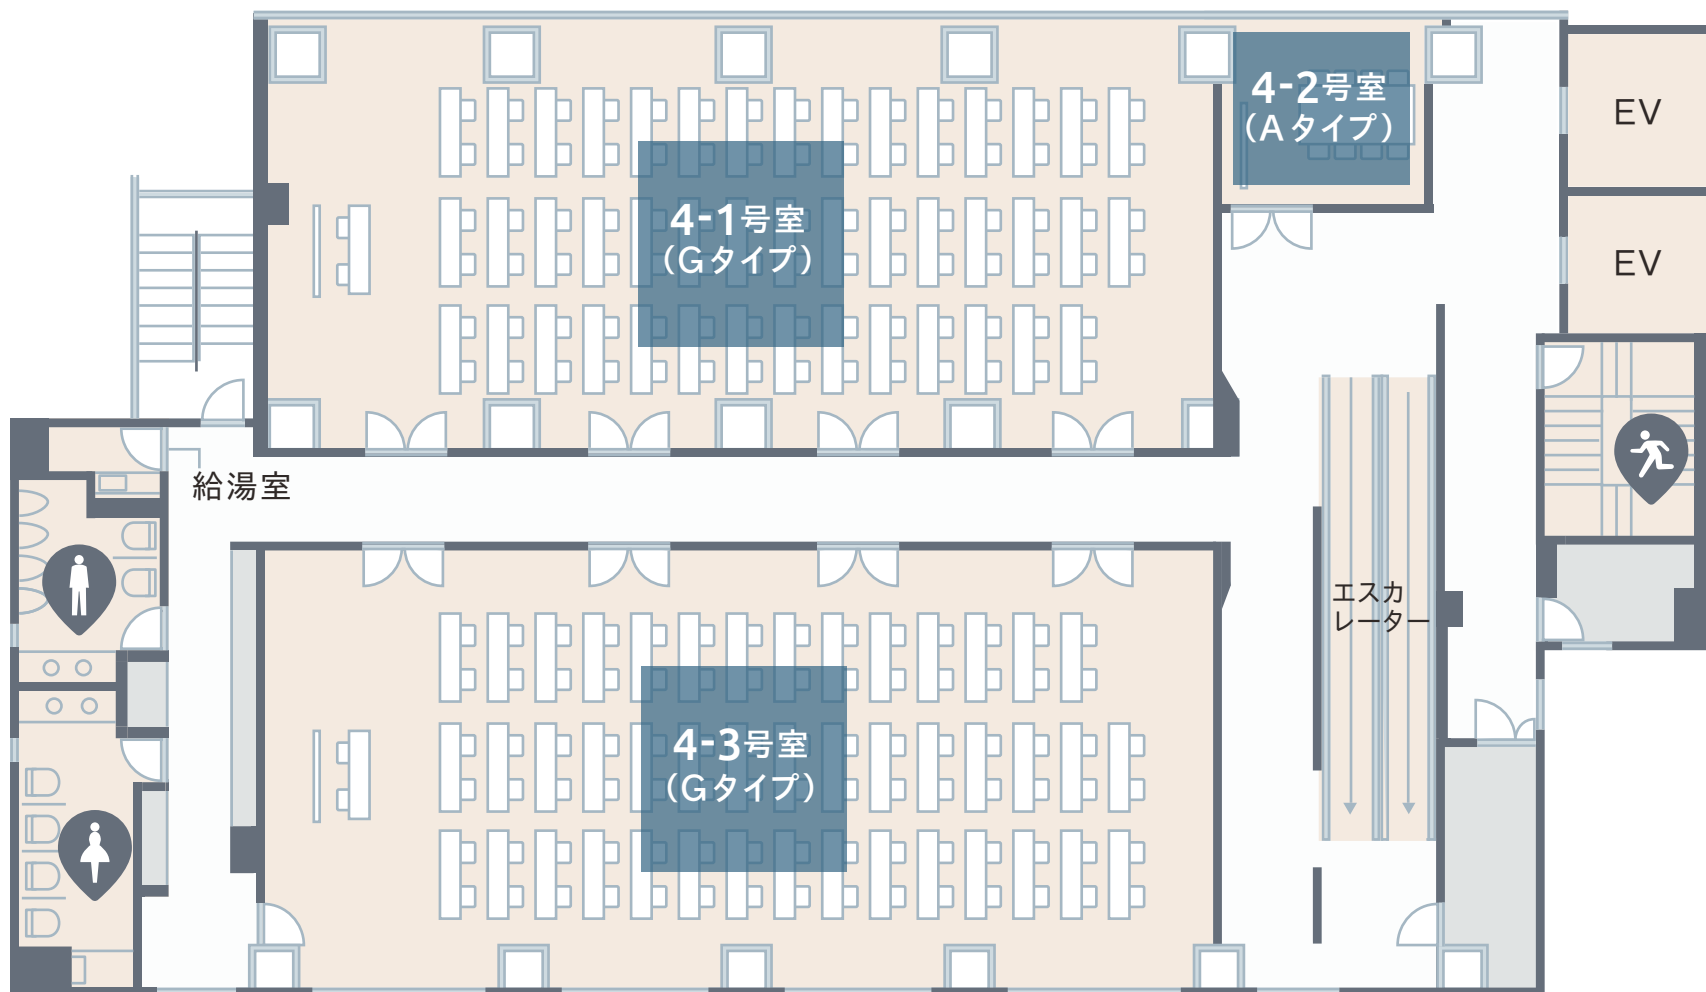 4-2号室
（Aタイプ）
EV
4-1号室
（Gタイプ）
EV
給湯室
エスカ
レーター
4-3号室
（Gタイプ）